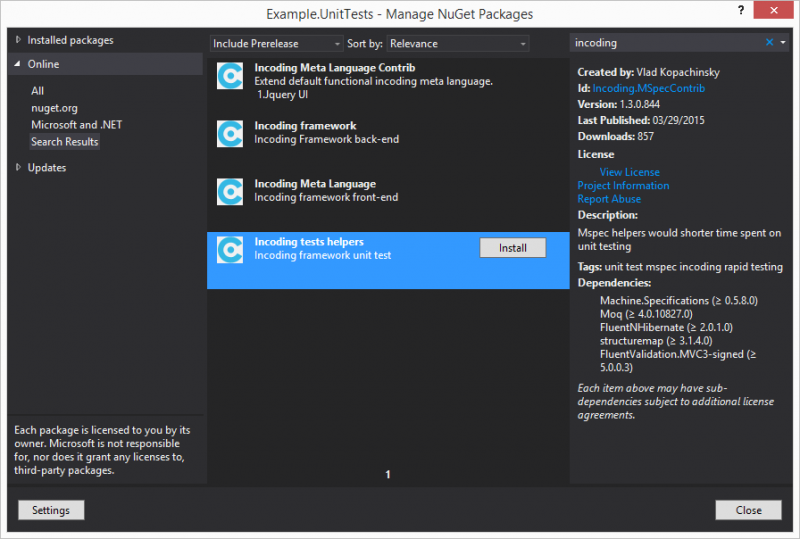 Example.UnitTests - Manage NuGet Packages
?
Installed packages
Online
All
nuget.org
Microsoft and .NET
Search Results
Updates
Each package is licensed to you by its
owner. Microsoft is not responsible
for, nor does it grant any licenses to,
third-party packages.
Settings
Include Prerelease
Sort by:
Relevance
Incoding Meta Language Contrib
Extend default functional incoding meta language.
1.Jquery UI
Incoding framework
Incoding Framework back-end
Incoding Meta Language
Incoding framework front-end
Incoding tests helpers
Incoding framework unit test
Install
1
incoding
Created by: Vlad Kopachinsky
Id: Incoding.MSpecContrib
Version: 1.3.0.844
Last Published: 03/29/2015
Downloads: 857
License
View License
Project Information
Report Abuse
Description:
Mspec helpers would shorter time spent on
unit testing
Tags: unit test mspec incoding rapid testing
Dependencies:
Machine.Specifications (≥ 0.5.8.0)
Moq (≥ 4.0.10827.0)
FluentNHibernate (≥ 2.0.1.0)
structuremap (≥ 3.1.4.0)
FluentValidation.MVC3-signed (≥
5.0.0.3)
Each item above may have sub-
dependencies subject to additional license
agreements.
Close